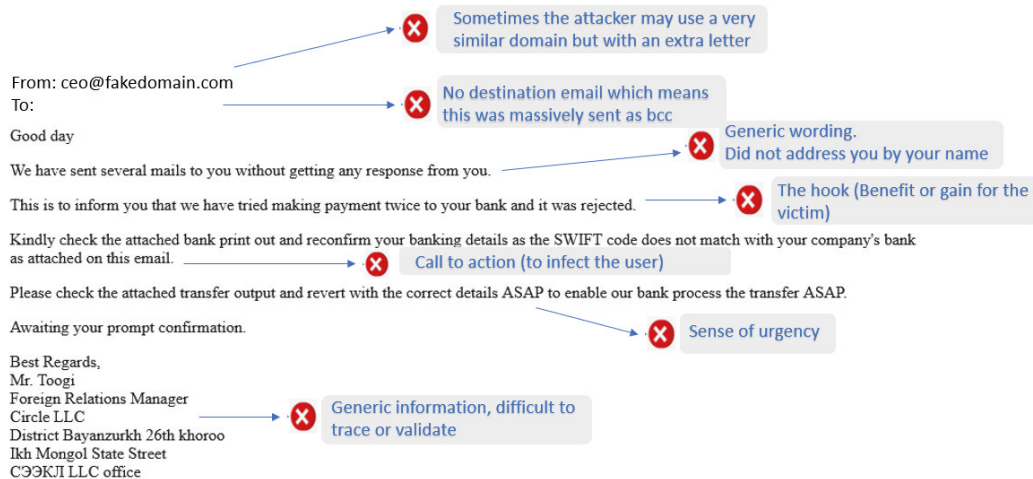 Sometimes the attacker may use a very
similar domain but with an extra letter
From: ceo@fakedomain.com
To:
No destination email which means
this was massively sent as bcc
Good day
Generic wording.
Did not address you by your name
We have sent several mails to you without getting any response from you.
The hook (Benefit or gain for the
victim)
This is to inform you that we have tried making payment twice to your bank and it was rejected.
Kindly check the attached bank print out and reconfirm your banking details as the SWIFT code does not match with your company's bank
as attached on this email.
Call to action (to infect the user)
Please check the attached transfer output and revert with the correct details ASAP to enable our bank process the transfer ASAP.
Sense of urgency
Awaiting your prompt confirmation.
Best Regards,
Mr. Toogi
Foreign Relations Manager
Circle LLC
Generic information, difficult to
trace or validate
District Bayanzurkh 26th khoroo
Ikh Mongol State Street
СЭЭКЛ LLC office